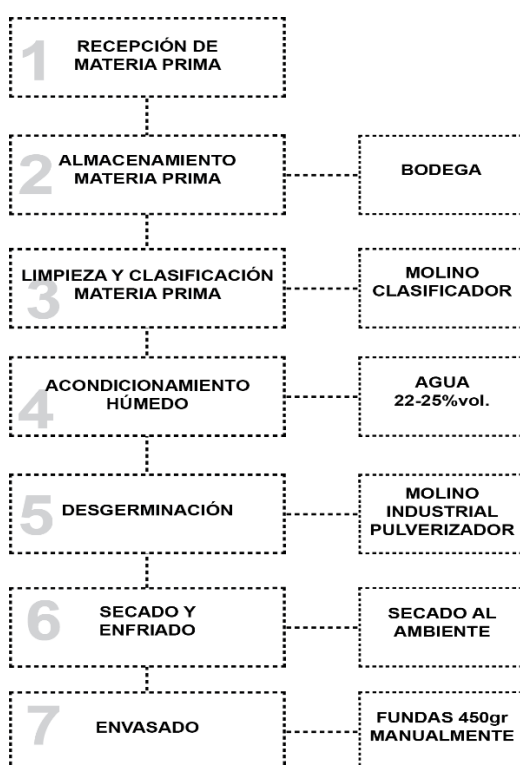 1
RECEPCIÓN DE
MATERIA PRIMA
2
ALMACENAMIENTO
MATERIA PRIMA
BODEGA
3
LIMPIEZA Y CLASIFICACIÓN
MATERIA PRIMA
MOLINO
CLASIFICADOR
4
ACONDICIONAMIENTO
HÚMEDO
AGUA
22-25%vol.
5
DESGERMINACIÓN
MOLINO
INDUSTRIAL
PULVERIZADOR
6
SECADO Y
ENFRIADO
SECADO AL
AMBIENTE
7
ENVASADO
FUNDAS 450gr
MANUALMENTE